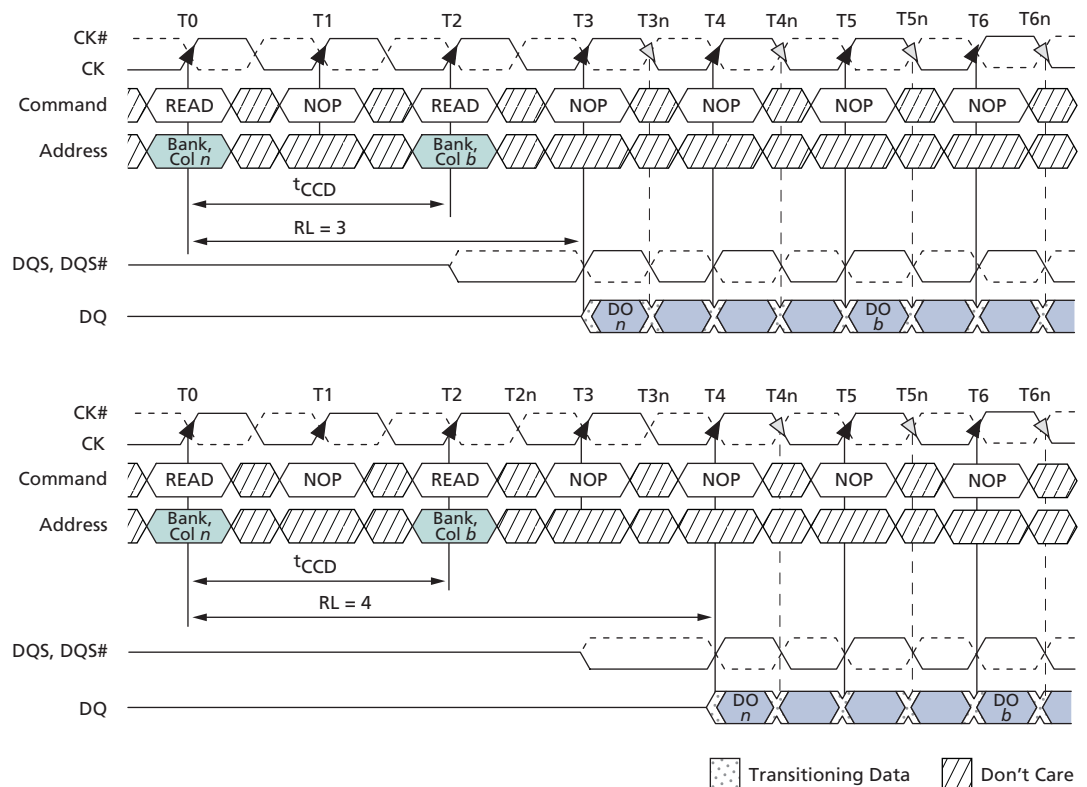 T0 T1 T2 T3 T3n T4 T4n T5 T5n T6 T6n
CK#
CK
Command READ NOP READ NOP NOP NOP NOP
Address Bank, Col n Bank, Col b
tCCD
RL = 3
DQS, DQS#
DQ DO n DO b
T0 T1 T2 T2n T3 T3n T4 T4n T5 T5n T6 T6n
CK#
CK
Command READ NOP READ NOP NOP NOP NOP
Address Bank, Col n Bank, Col b
tCCD
RL = 4
DQS, DQS#
DQ DO n DO b
Transitioning Data Don't Care